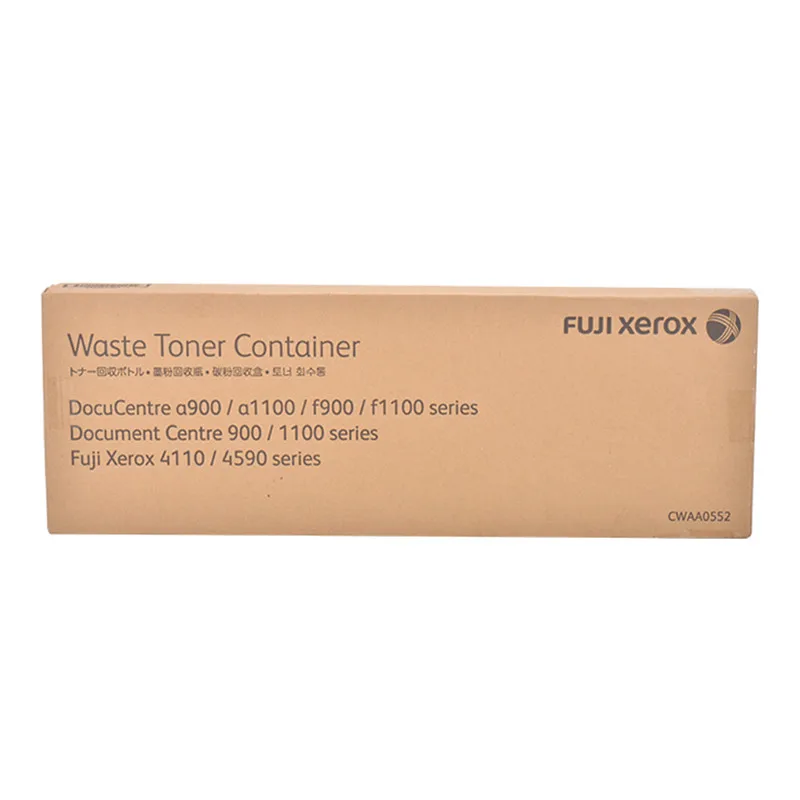 Waste Toner Container
トナー回収ボトル・墨粉回收瓶・碳粉回收盒・토너 회수통
DocuCentre α900 / α1100 / f900 / f1100 series
Document Centre 900 / 1100 series
Fuji Xerox 4110 / 4590 series
FUJI xerox
CWAA0552